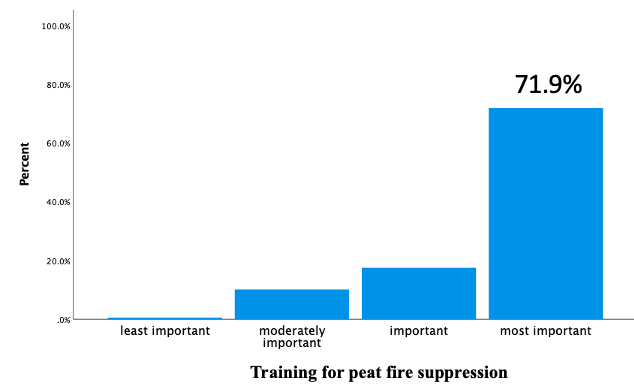 100.0%
80.0%
60.0%
40.0%
20.0%
.0%
Percent
71.9%
least important
moderately
important
important
most important
Training for peat fire suppression